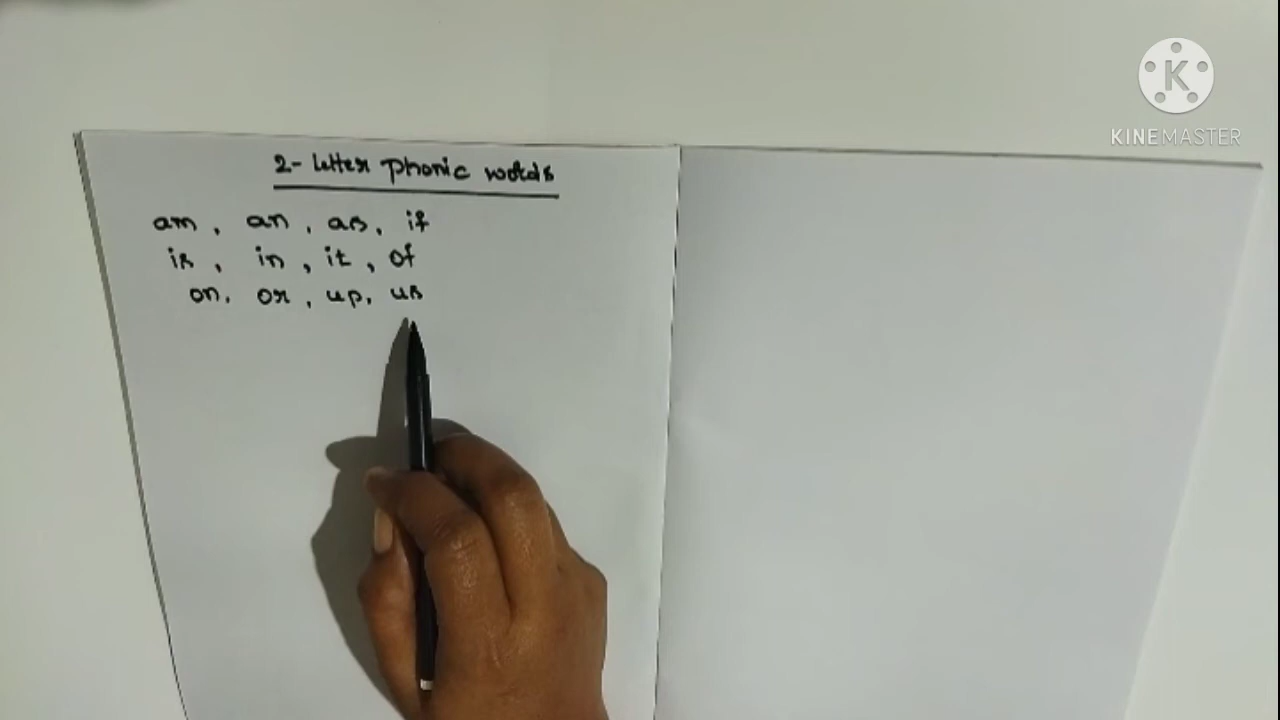 KINEMASTER
2- letter phonic words
am, an, as, if
is, in, it, of
on, or, up, us